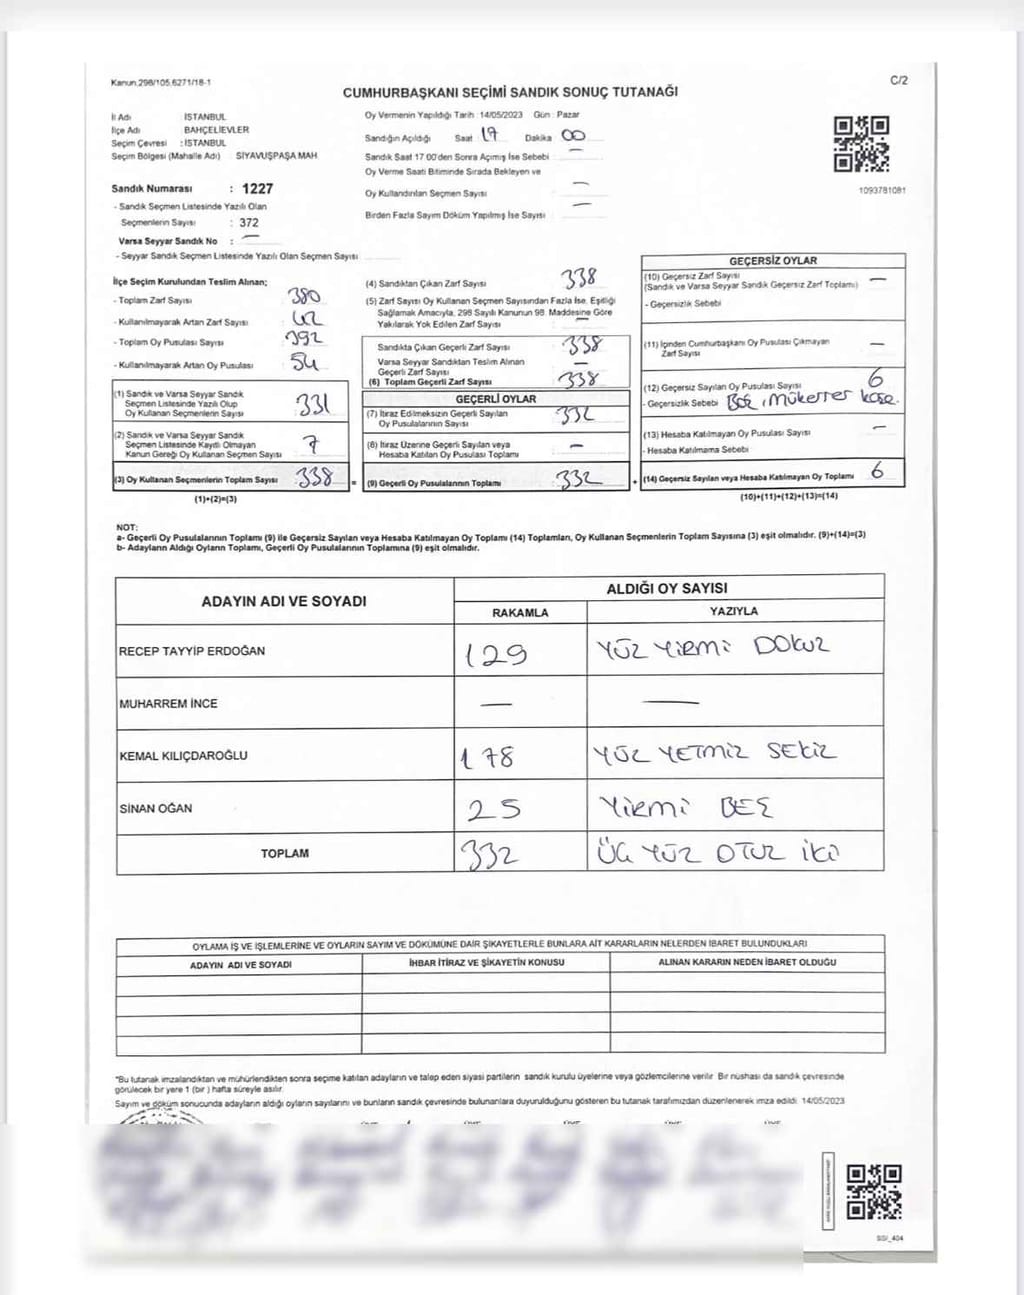 Kanun.298/105.6271/18-1
C/2
CUMHURBAŞKANI SEÇİMİ SANDIK SONUÇ TUTANAĞI
İl Adı İSTANBUL
İlçe Adı BAHÇELİEVLER
Seçim Çevresi : İSTANBUL
Seçim Bölgesi (Mahalle Adı) SİYAVUŞPAŞA MAH
Sandık Numarası : 1227
- Sandık Seçmen Listesinde Yazılı Olan
Seçmenlerin Sayısı : 372
Varsa Seyyar Sandık No : —
- Seyyar Sandık Seçmen Listesinde Yazılı Olan Seçmen Sayısı
Oy Vermenin Yapıldığı Tarih : 14/05/2023 Gün : Pazar
Sandığın Açıldığı Saat 17 Dakika 00
Sandık Saat 17 00'den Sonra Açımış İse Sebebi —
Oy Verme Saati Bitiminde Sırada Bekleyen ve
Oy Kullandırılan Seçmen Sayısı —
Birden Fazla Sayım Döküm Yapılmış İse Sayısı —
1093781081
İlçe Seçim Kurulundan Teslim Alınan;
- Toplam Zarf Sayısı 380
- Kullanılmayarak Artan Zarf Sayısı 42
- Toplam Oy Pusulası Sayısı 392
- Kullanılmayarak Artan Oy Pusulası 54
(1) Sandık ve Varsa Seyyar Sandık
Seçmen Listesinde Yazılı Olup
Oy Kullanan Seçmenlerin Sayısı 331
(2) Sandık ve Varsa Seyyar Sandık
Seçmen Listesinde Kayıtlı Olmayan
Kanun Gereği Oy Kullanan Seçmen Sayısı 7
(3) Oy Kullanan Seçmenlerin Toplam Sayısı 338
(1)+(2)=(3)
(4) Sandıktan Çıkan Zarf Sayısı 338
(5) Zarf Sayısı Oy Kullanan Seçmen Sayısından Fazla İse, Eşitliği
Sağlamak Amacıyla, 298 Sayılı Kanunun 98. Maddesine Göre
Yakılarak Yok Edilen Zarf Sayısı —
Sandıkta Çıkan Geçerli Zarf Sayısı 338
Varsa Seyyar Sandıktan Teslim Alınan
Geçerli Zarf Sayısı —
(6) Toplam Geçerli Zarf Sayısı 338
GEÇERLİ OYLAR
(7) İtiraz Edilmeksizin Geçerli Sayılan
Oy Pusulalarının Sayısı 332
(8) İtiraz Üzerine Geçerli Sayılan veya
Hesaba Katılan Oy Pusulası Toplamı —
= (9) Geçerli Oy Pusulalarının Toplamı 332
GEÇERSİZ OYLAR
(10) Geçersiz Zarf Sayısı
(Sandık ve Varsa Seyyar Sandık Geçersiz Zarf Toplamı) —
- Geçersizlik Sebebi
(11) İçinden Cumhurbaşkanı Oy Pusulası Çıkmayan
Zarf Sayısı —
(12) Geçersiz Sayılan Oy Pusulası Sayısı 6
- Geçersizlik Sebebi Boş, Mükerrer kaşe.
(13) Hesaba Katılmayan Oy Pusulası Sayısı —
- Hesaba Katılmama Sebebi
+ (14) Geçersiz Sayılan veya Hesaba Katılmayan Oy Toplamı 6
(10)+(11)+(12)+(13)=(14)
NOT:
a- Geçerli Oy Pusulalarının Toplamı (9) ile Geçersiz Sayılan veya Hesaba Katılmayan Oy Toplamı (14) Toplamları, Oy Kullanan Seçmenlerin Toplam Sayısına (3) eşit olmalıdır. (9)+(14)=(3)
b- Adayların Aldığı Oyların Toplamı, Geçerli Oy Pusulalarının Toplamına (9) eşit olmalıdır.
ADAYIN ADI VE SOYADI
ALDIĞI OY SAYISI
RAKAMLA YAZIYLA
RECEP TAYYİP ERDOĞAN 129 YÜZ YİRMİ DOKUZ
MUHARREM İNCE — —
KEMAL KILIÇDAROĞLU 178 YÜZ YETMİŞ SEKİZ
SİNAN OĞAN 25 YİRMİ BEŞ
TOPLAM 332 ÜÇ YÜZ OTUZ İKİ
OYLAMA İŞ VE İŞLEMLERİNE VE OYLARIN SAYIM VE DÖKÜMÜNE DAİR ŞİKAYETLERLE BUNLARA AİT KARARLARIN NELERDEN İBARET BULUNDUKLARI
ADAYIN ADI VE SOYADI İHBAR İTİRAZ VE ŞİKAYETİN KONUSU ALINAN KARARIN NEDEN İBARET OLDUĞU
*Bu tutanak imzalandıktan ve mühürlendikten sonra seçime katılan adayların ve talep eden siyasi partilerin sandık kurulu üyelerine veya gözlemcilerine verilir. Bir nüshası da sandık çevresinde
görülecek bir yere 1 (bir ) hafta süreyle asılır.
Sayım ve döküm sonucunda adayların aldığı oyların sayılarını ve bunların sandık çevresinde bulunanlara duyurulduğunu gösteren bu tutanak tarafımızdan düzenlenerek imza edildi. 14/05/2023
SSI_404